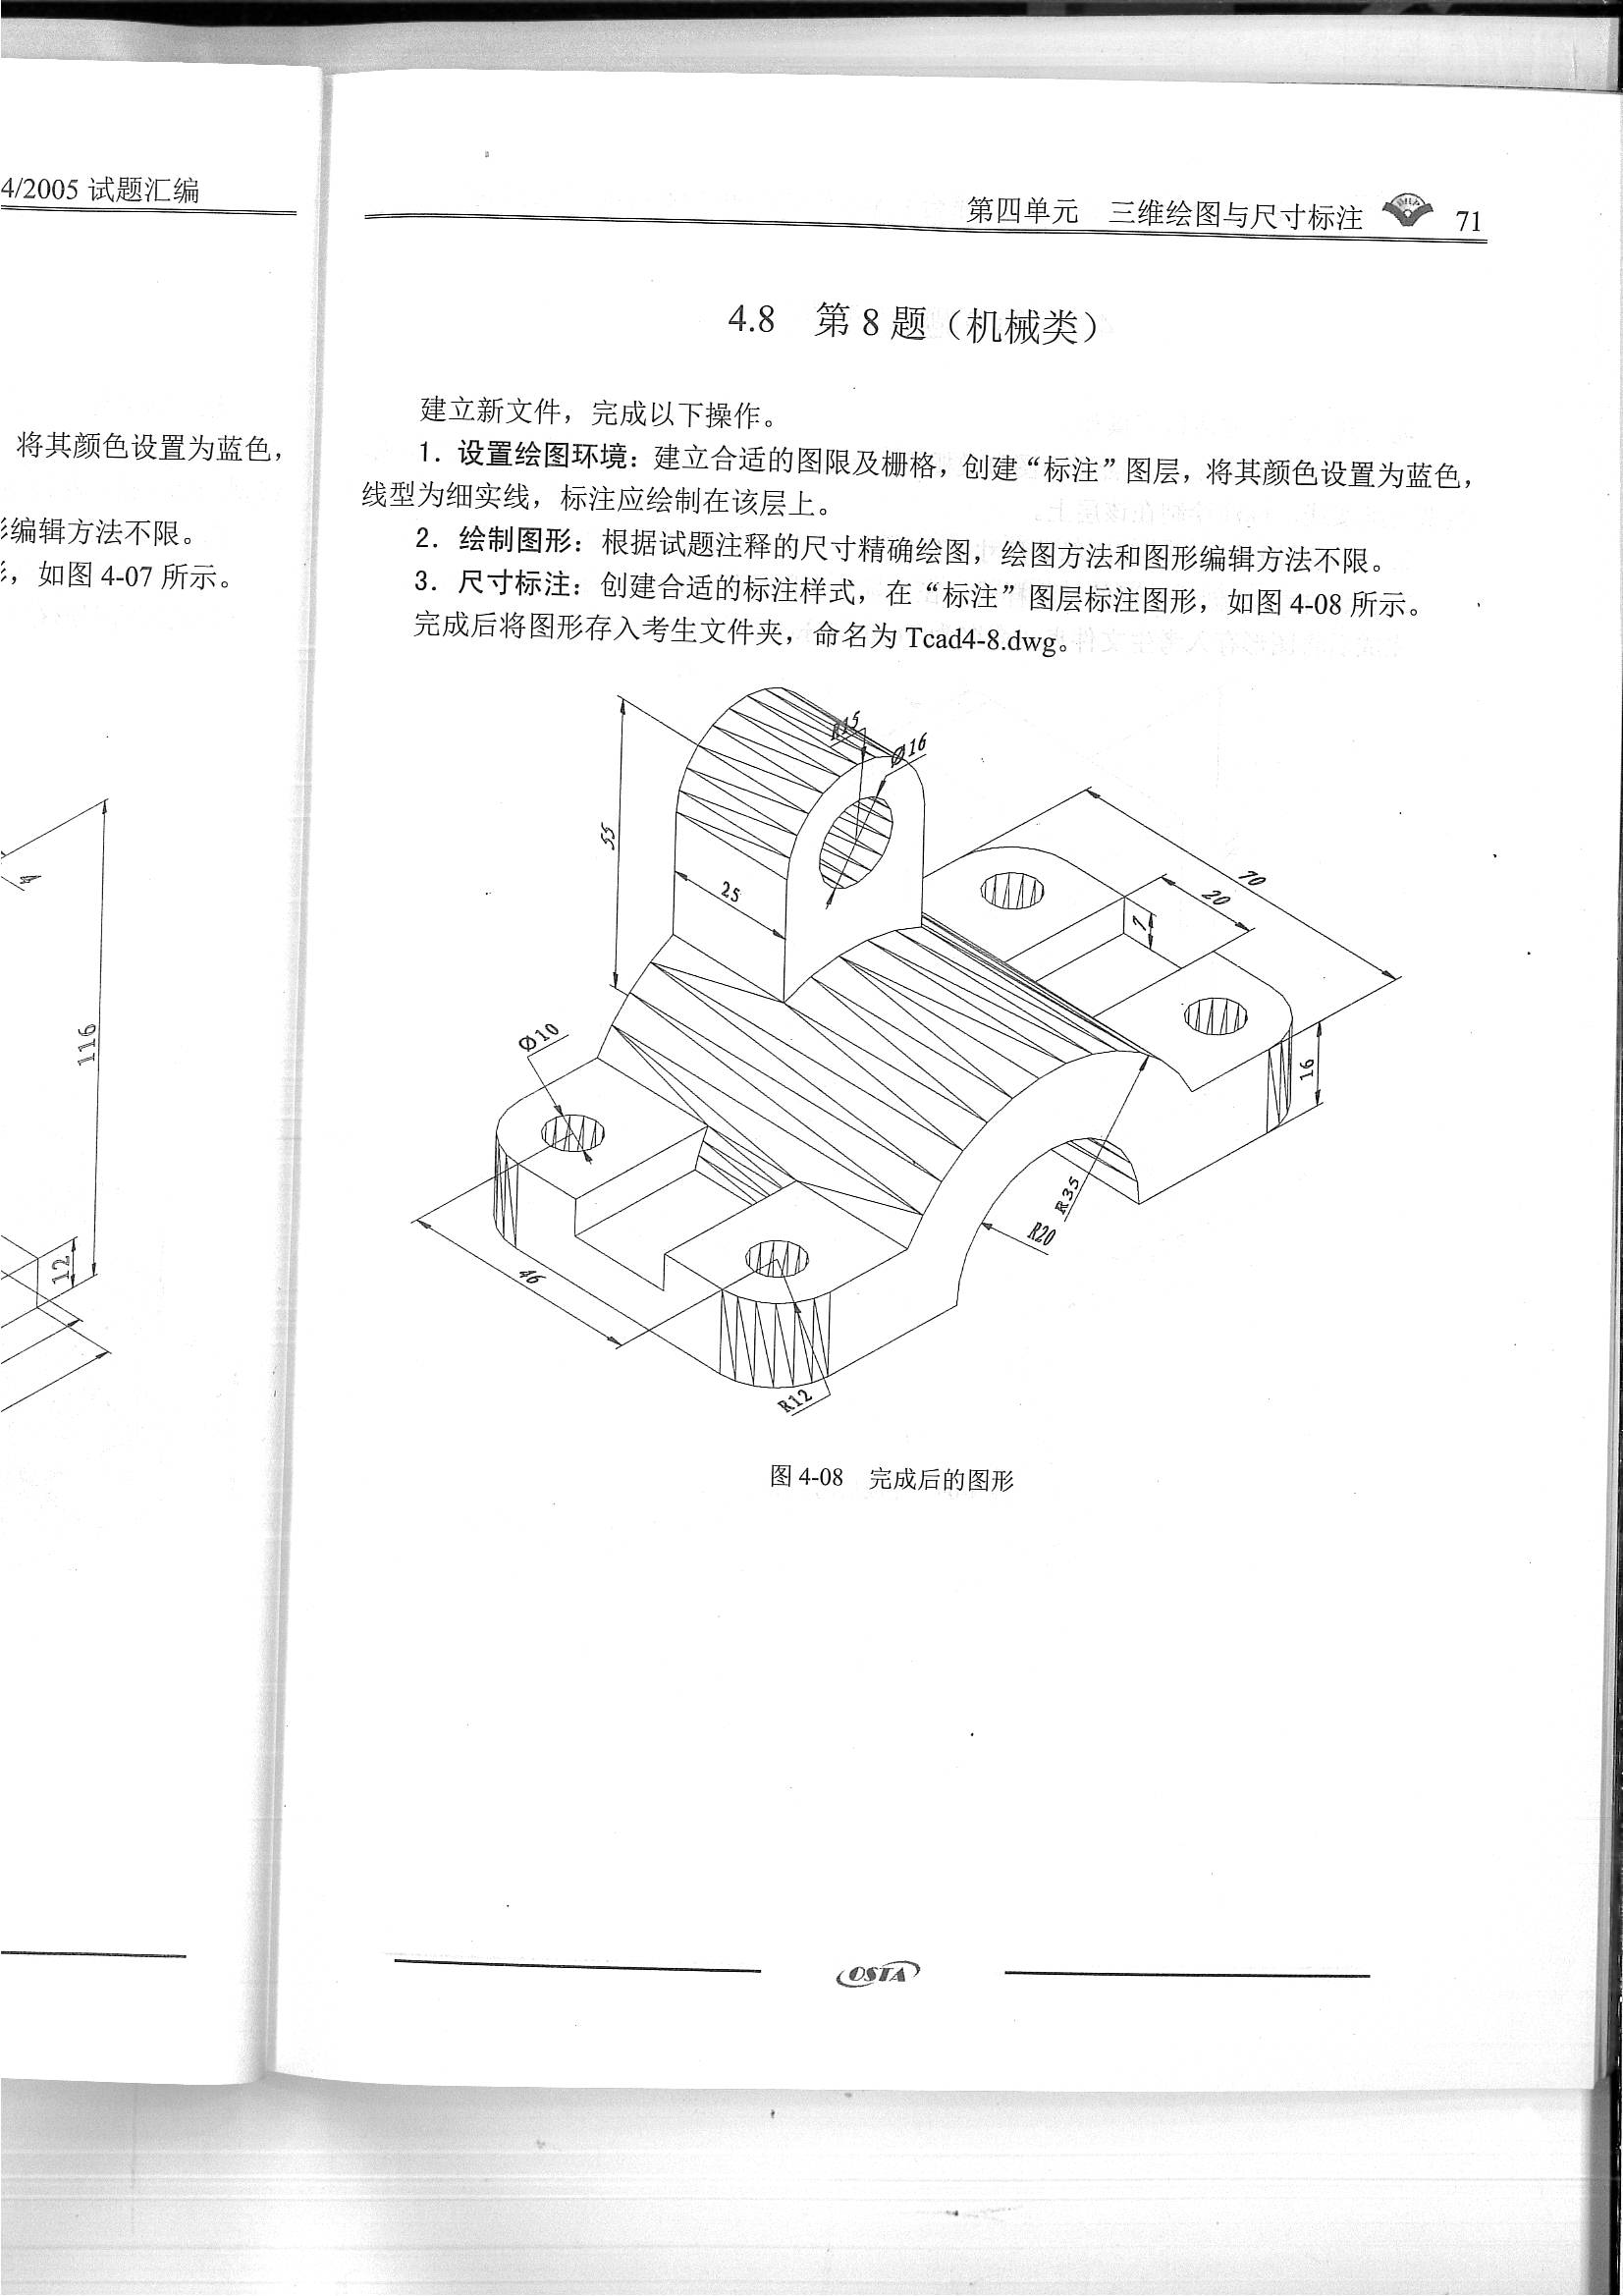 4/2005 试题汇编
将其颜色设置为蓝色,
编辑方法不限。
,如图 4-07 所示。
4
116
12
第四单元 三维绘图与尺寸标注 71
4.8 第 8 题(机械类)
建立新文件,完成以下操作。
1. 设置绘图环境:建立合适的图限及栅格,创建“标注”图层,将其颜色设置为蓝色,
线型为细实线,标注应绘制在该层上。
2. 绘制图形:根据试题注释的尺寸精确绘图,绘图方法和图形编辑方法不限。
3. 尺寸标注:创建合适的标注样式,在“标注”图层标注图形,如图 4-08 所示。
完成后将图形存入考生文件夹,命名为 Tcad4-8.dwg。
R15
Ø16
55
25
70
20
7
Ø10
16
R35
R20
46
R12
图 4-08 完成后的图形
OSTA